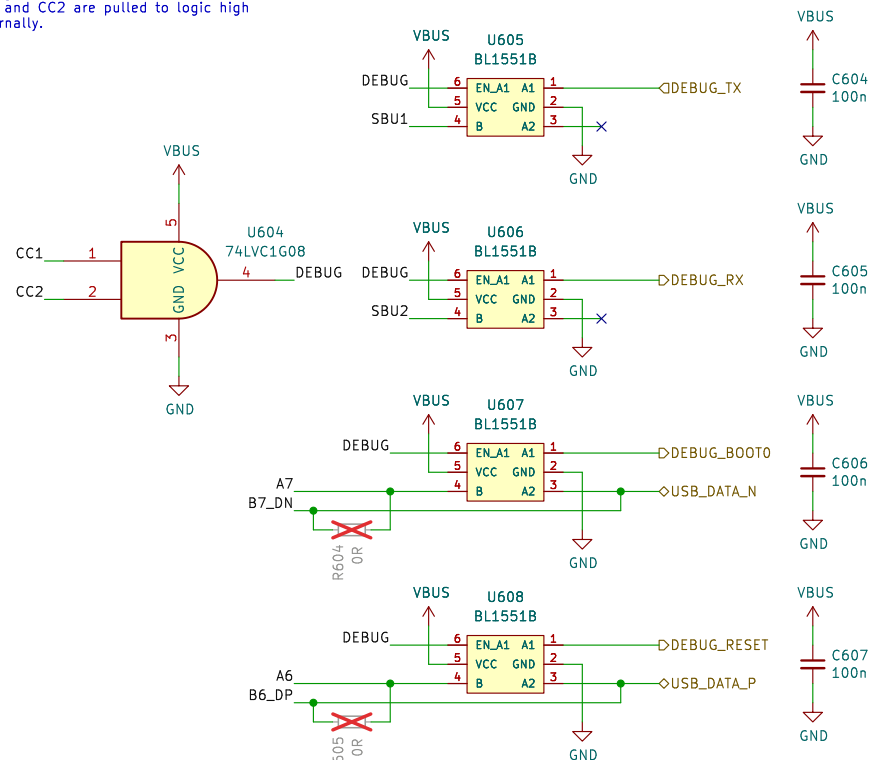 and CC2 are pulled to logic high
rnally.
VBUS
5
VCC
U604
74LVC1G08
CC1
1
CC2
2
4
DEBUG
GND
3
GND
VBUS
U605
BL1551B
DEBUG
6
EN_A1
A1
1
DEBUG_TX
5
VCC
GND
2
SBU1
4
B
A2
3
GND
VBUS
C604
100n
GND
VBUS
U606
BL1551B
DEBUG
6
EN_A1
A1
1
DEBUG_RX
5
VCC
GND
2
SBU2
4
B
A2
3
GND
VBUS
C605
100n
GND
VBUS
U607
BL1551B
DEBUG
6
EN_A1
A1
1
DEBUG_BOOT0
5
VCC
GND
2
A7
4
B
A2
3
USB_DATA_N
B7_DN
R604
0R
GND
VBUS
C606
100n
GND
VBUS
U608
BL1551B
DEBUG
6
EN_A1
A1
1
DEBUG_RESET
5
VCC
GND
2
A6
4
B
A2
3
USB_DATA_P
B6_DP
605
0R
GND
VBUS
C607
100n
GND